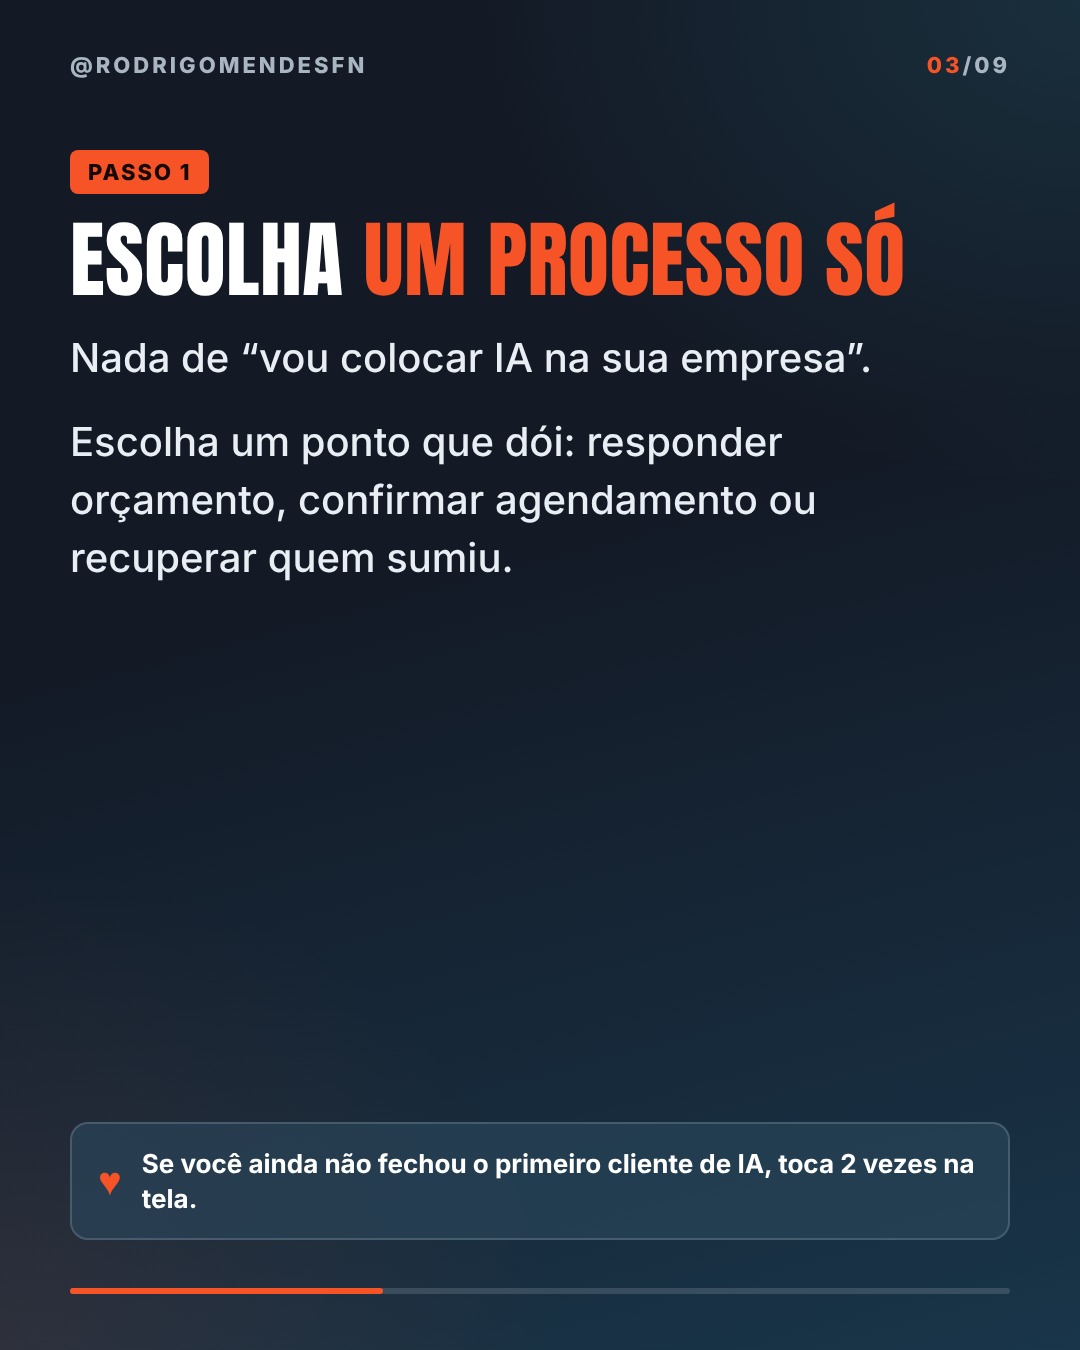 @RODRIGOMENDESFN
03/09
PASSO 1
ESCOLHA UM PROCESSO SÓ
Nada de “vou colocar IA na sua empresa”.
Escolha um ponto que dói: responder
orçamento, confirmar agendamento ou
recuperar quem sumiu.
♥ Se você ainda não fechou o primeiro cliente de IA, toca 2 vezes na
tela.